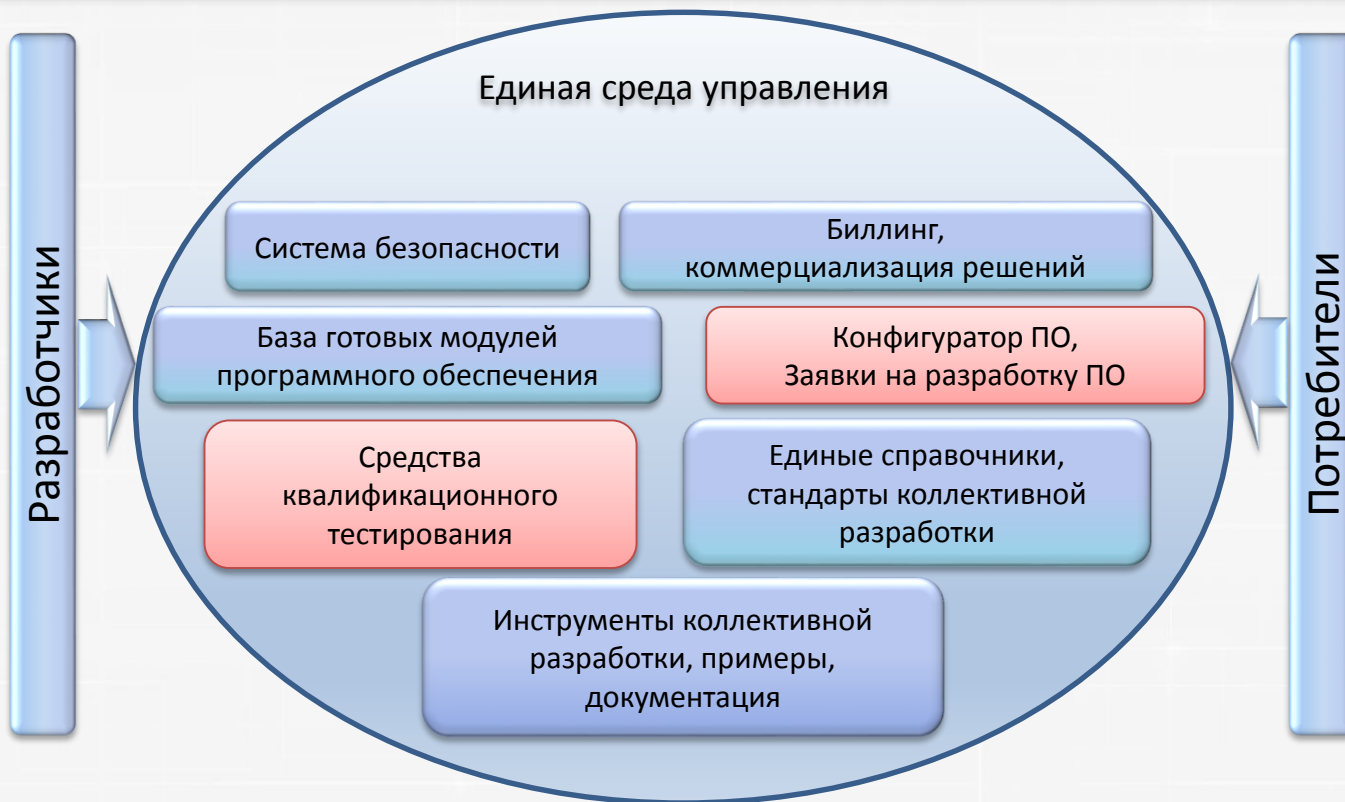 Единая среда управления
Разработчики
Система безопасности
Биллинг,
коммерциализация решений
База готовых модулей
программного обеспечения
Конфигуратор ПО,
Заявки на разработку ПО
Средства
квалификационного
тестирования
Единые справочники,
стандарты коллективной
разработки
Инструменты коллективной
разработки, примеры,
документация
Потребители